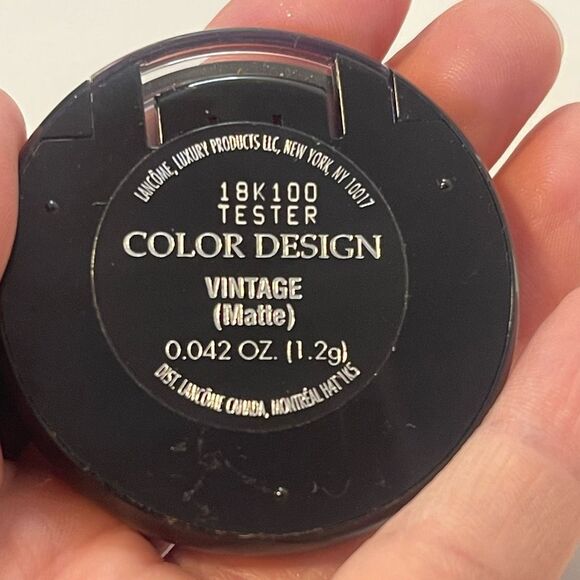 LANCÔME, LUXURY PRODUCTS LLC, NEW YORK, NY 10017
18K100
TESTER
COLOR DESIGN
VINTAGE
(Matte)
0.042 OZ. (1.2g)
DIST. LANCÔME CANADA, MONTRÉAL H4T 1K5